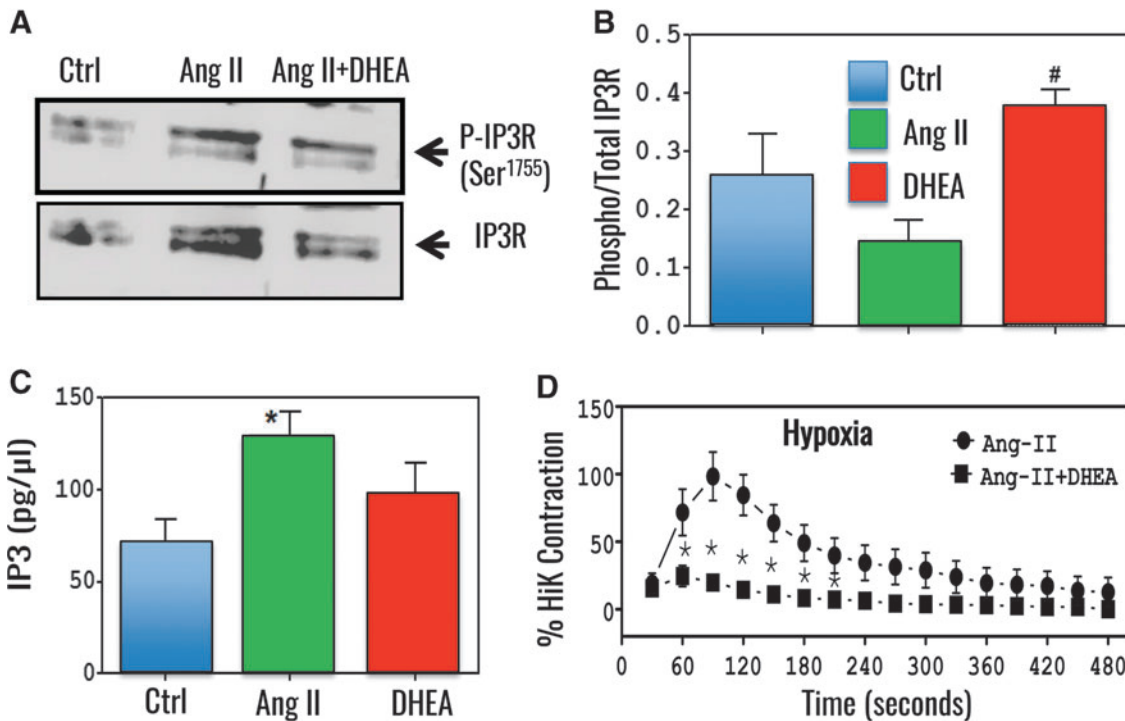 A
Ctrl Ang II Ang II+DHEA
P-IP3R
(Ser1755)
IP3R
B
Phospho/Total IP3R
0.5
0.4
0.3
0.2
0.1
0.0
#
Ctrl
Ang II
DHEA
C
IP3 (pg/µl)
150
100
50
0
*
Ctrl Ang II DHEA
D
% HiK Contraction
150
100
50
0
Hypoxia
Ang-II
Ang-II+DHEA
* * * * * *
0 60 120 180 240 300 360 420 480
Time (seconds)